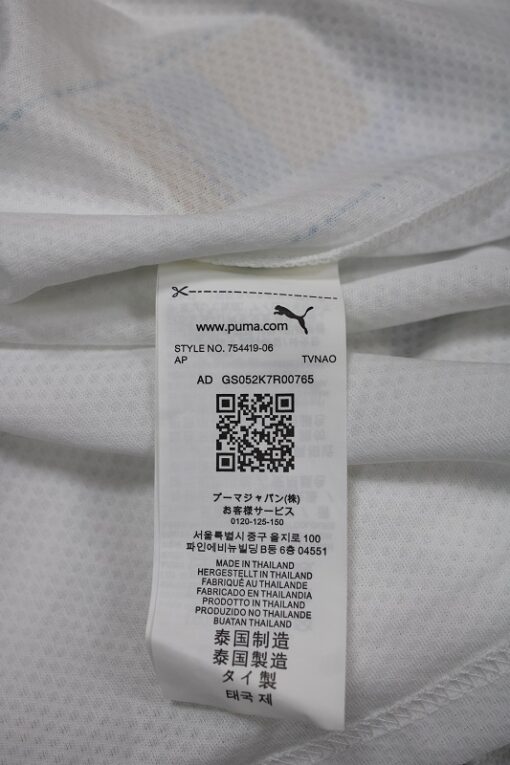 www.puma.com
STYLE NO. 754419-06
AP TVNAO
AD GS052K7R00765
プーマジャパン(株)
お客様サービス
0120-125-150
서울특별시 중구 을지로 100
파인에비뉴빌딩 B동 6층 04551
MADE IN THAILAND
HERGESTELLT IN THAILAND
FABRIQUÉ AU THAILANDE
FABRICADO EN THAILANDIA
PRODOTTO IN THAILAND
PRODUZIDO NO THAILANDE
BUATAN THAILAND
泰国制造
泰國製造
タイ製
태국 제